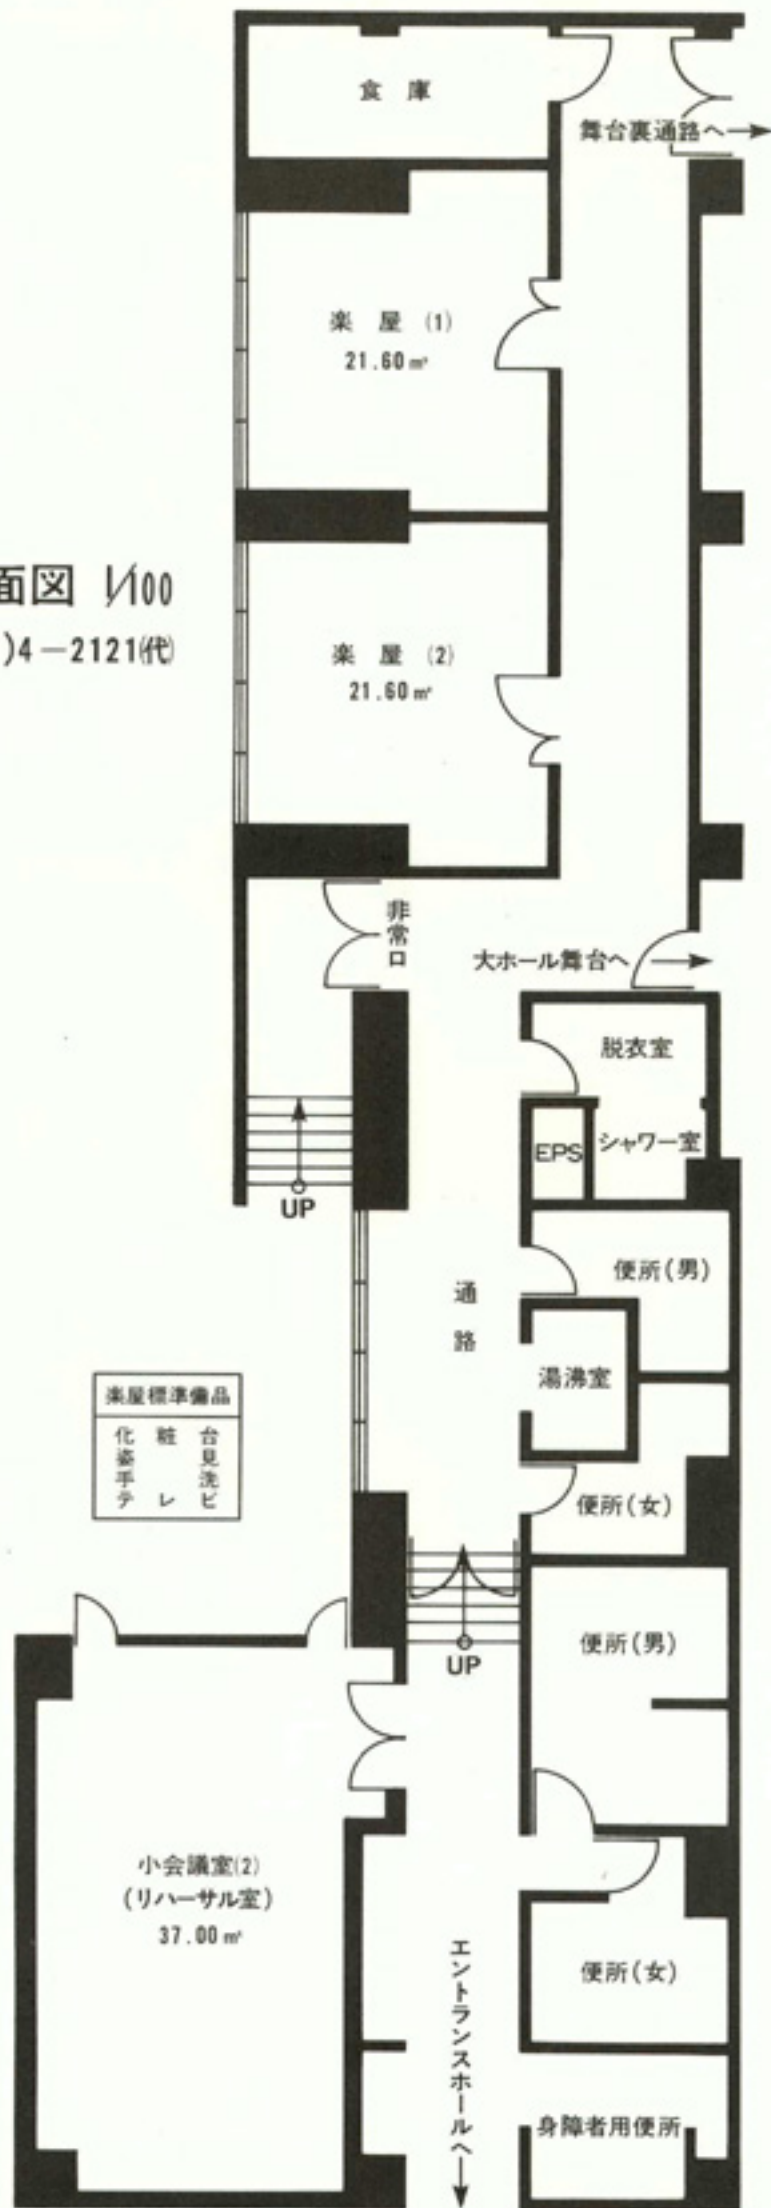 食庫
舞台裏通路へ→
楽屋(1)
21.60㎡
面図 1/100
)4-2121(代)
楽屋(2)
21.60㎡
非常口
大ホール舞台へ→
脱衣室
EPS
シャワー室
UP
便所(男)
通路
湯沸室
楽屋標準備品
化粧台
姿見
手洗
テレビ
便所(女)
便所(男)
UP
小会議室(2)
(リハーサル室)
37.00㎡
エントランスホールへ→
便所(女)
身障者用便所